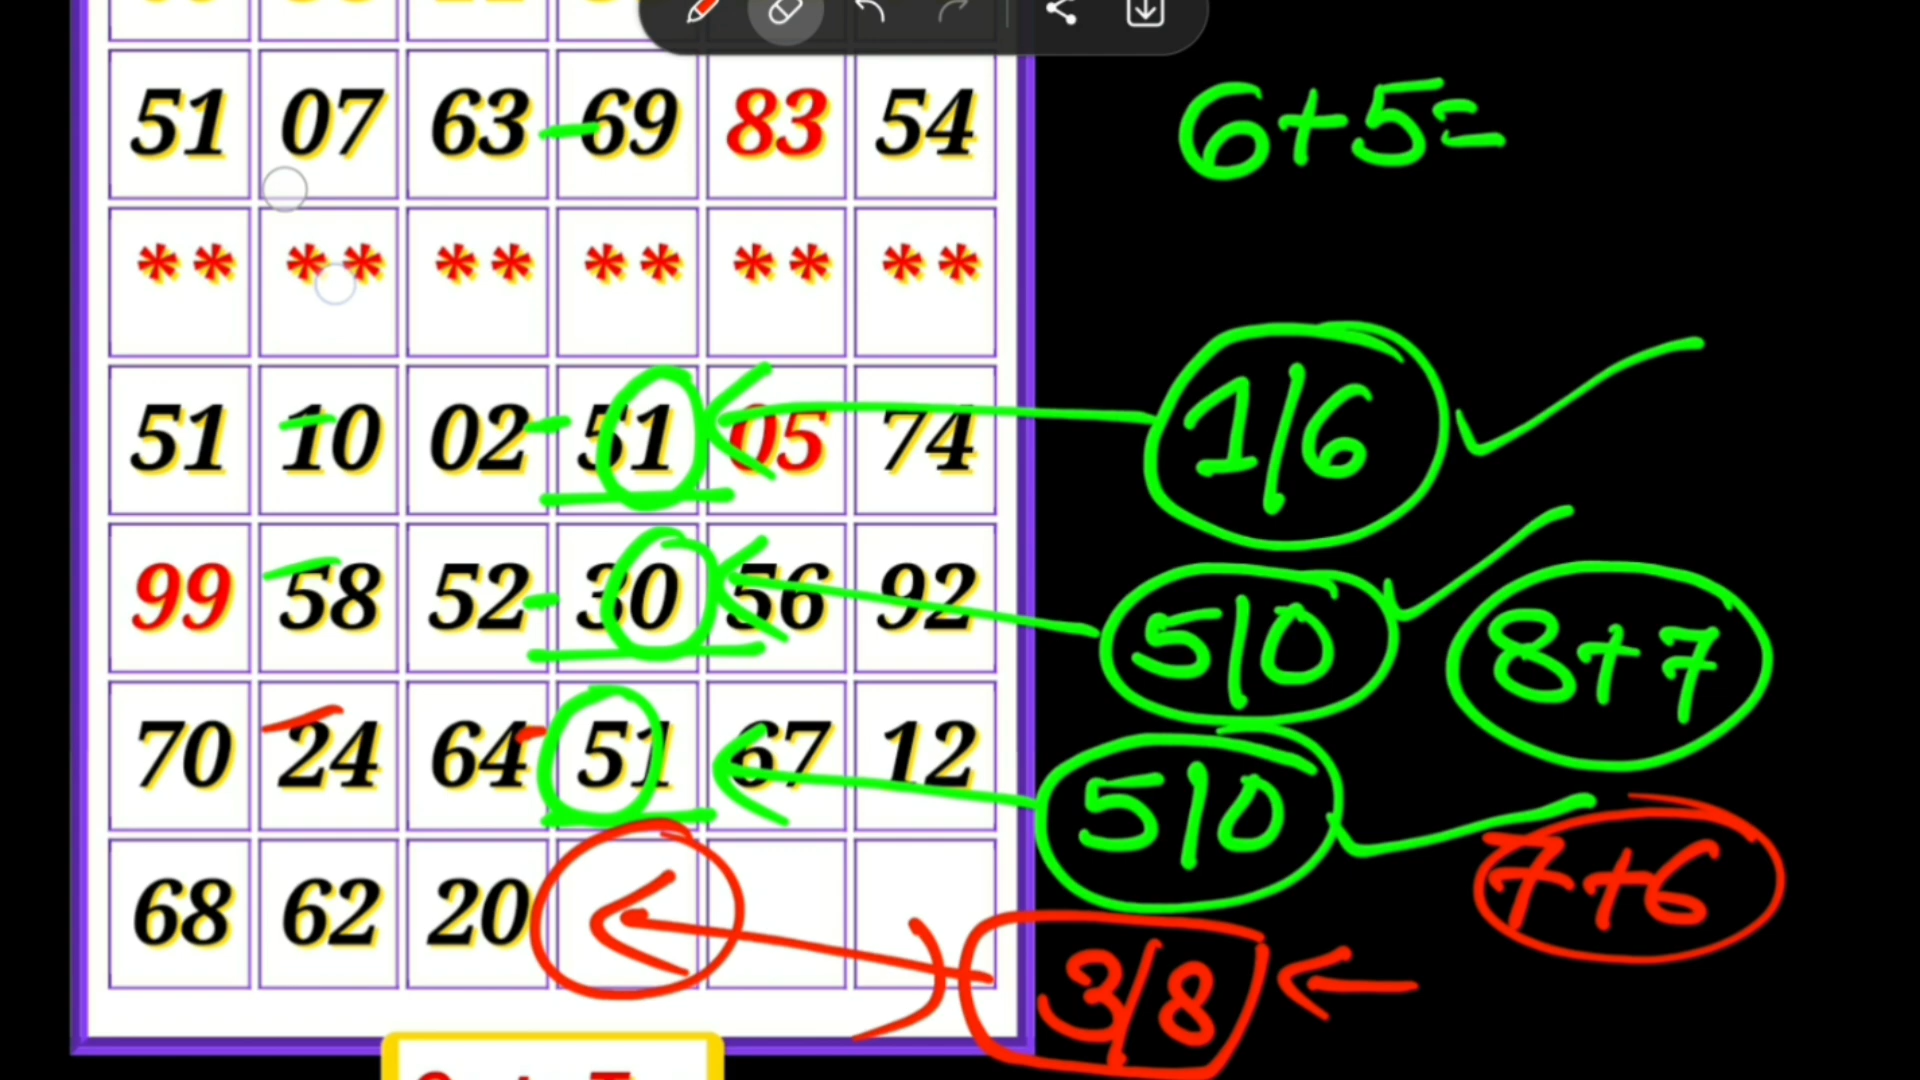 51 07 63 69 83 54
6+5=
** ** ** ** ** **
51 10 02 51 05 74
1/6
99 58 52 30 56 92
5|0
8+7
70 24 64 51 67 12
5|0
7+6
68 62 20
3/8